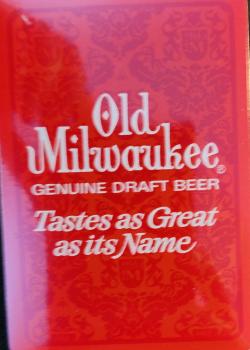 Old
Milwaukee®
GENUINE DRAFT BEER
Tastes as Great
as its Name